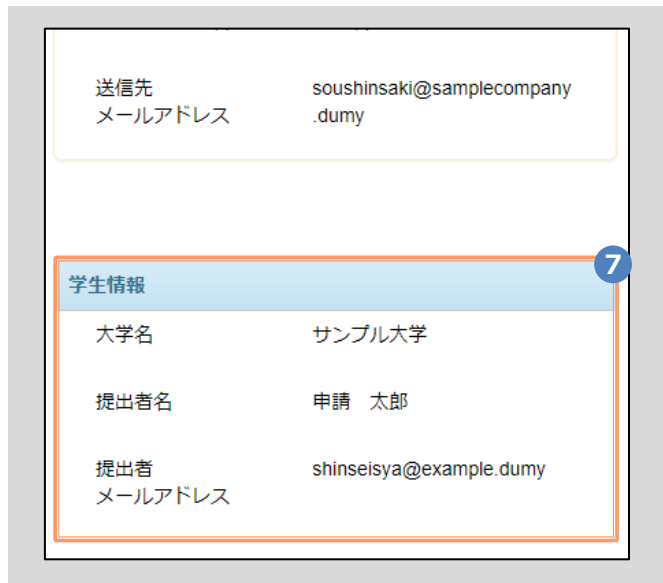 送信先 soushinsaki@samplecompany
メールアドレス .dumy
7
学生情報
大学名 サンプル大学
提出者名 申請　太郎
提出者 shinseisya@example.dumy
メールアドレス